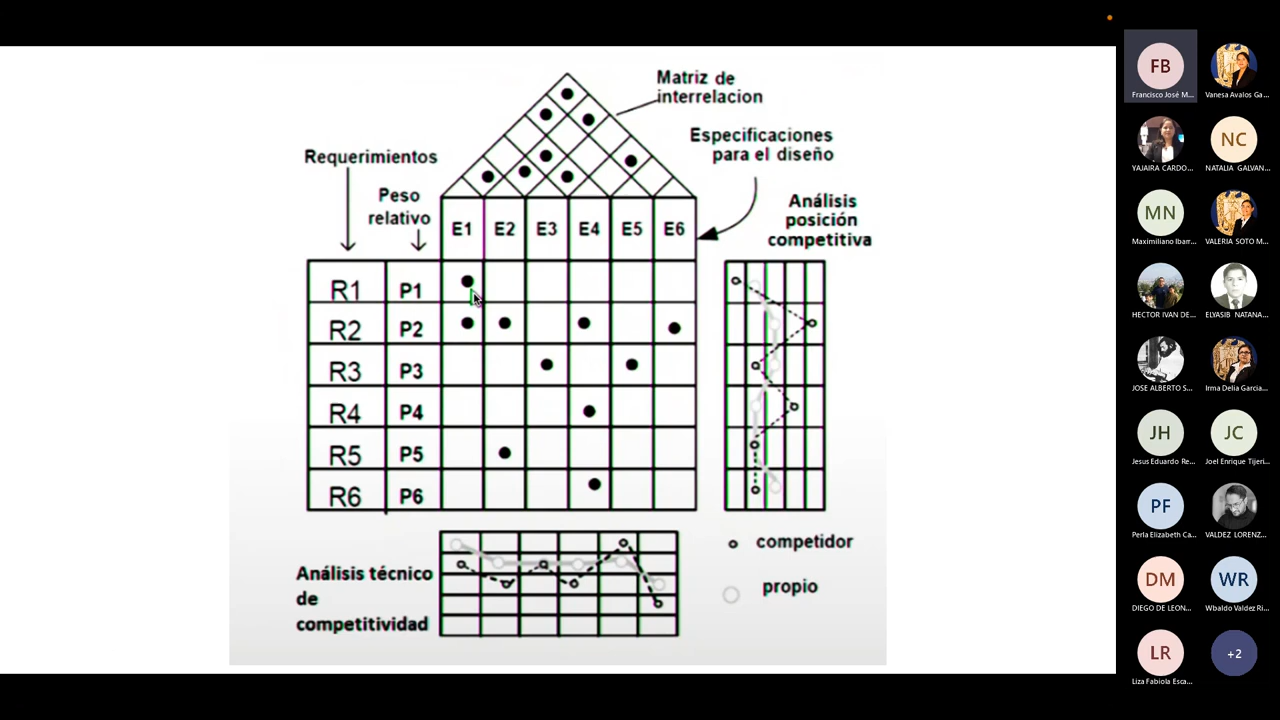 Matriz de
interrelacion
Especificaciones
para el diseño
Requerimientos
Peso
relativo
Análisis
posición
competitiva
E1 E2 E3 E4 E5 E6
R1 P1
R2 P2
R3 P3
R4 P4
R5 P5
R6 P6
competidor
propio
Análisis técnico
de
competitividad
FB
Francisco José M...
Vanesa Avalos Ga...
YAJAIRA CARDO...
NC
NATALIA GALVAN...
MN
Maximiliano Ibarr...
VALERIA SOTO M...
HECTOR IVAN DE...
ELYASIB NATANA...
JOSE ALBERTO S...
Irma Delia Garcia...
JH
Jesus Eduardo Re...
JC
Joel Enrique Tijeri...
PF
Perla Elizabeth Ca...
VALDEZ LORENZ...
DM
DIEGO DE LEON...
WR
Wbaldo Valdez Ri...
LR
Liza Fabiola Esca...
+2